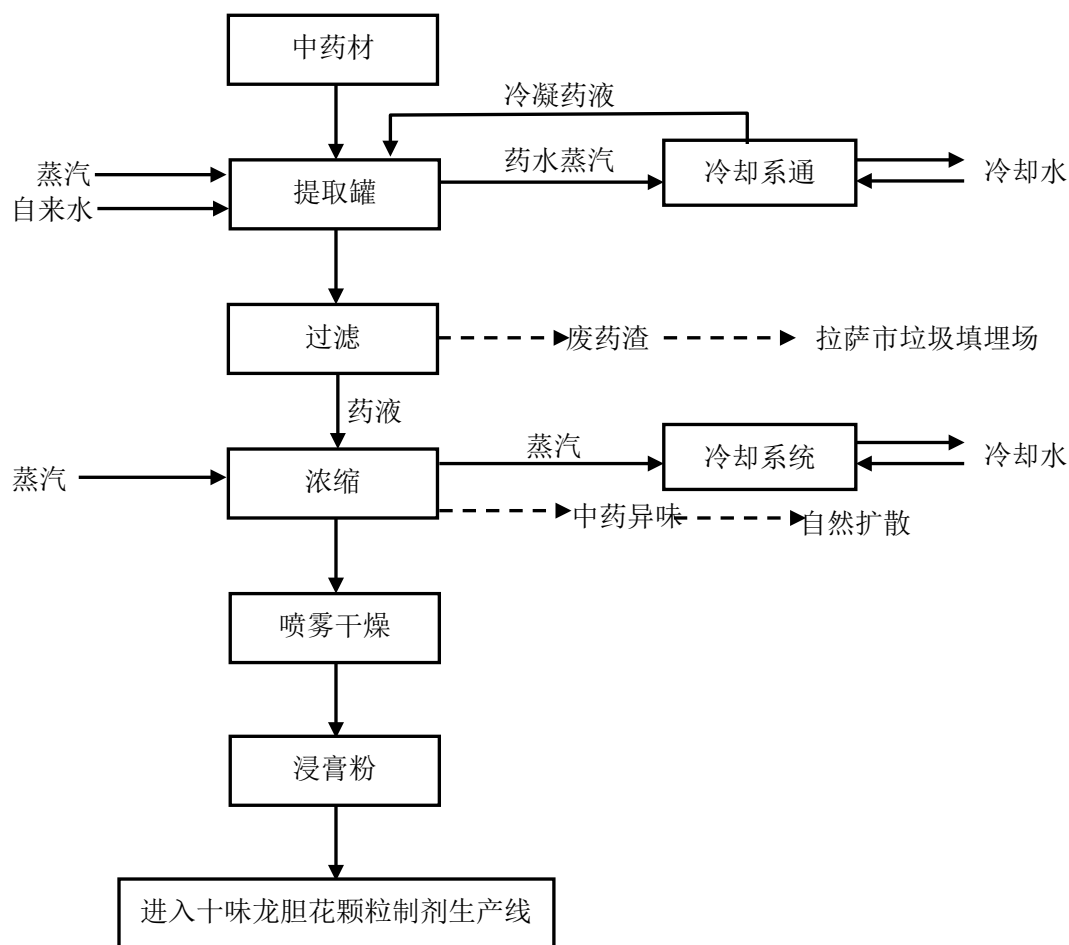 中药材
冷凝药液
蒸汽
自来水
提取罐
药水蒸汽
冷却系通
冷却水
过滤
废药渣
拉萨市垃圾填埋场
药液
蒸汽
浓缩
蒸汽
冷却系统
冷却水
中药异味
自然扩散
喷雾干燥
浸膏粉
进入十味龙胆花颗粒制剂生产线